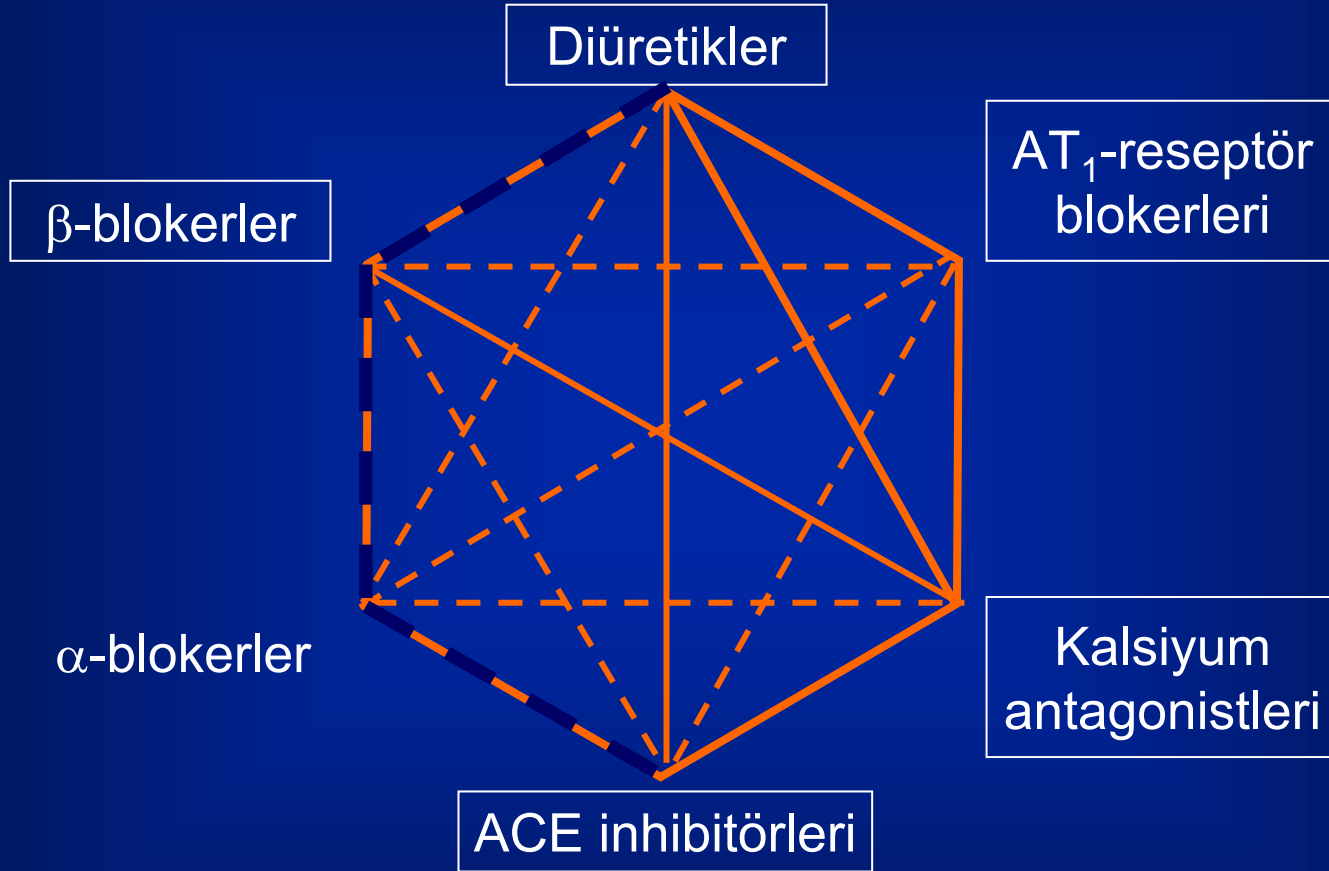 Diüretikler
AT₁-reseptör
blokerleri
β-blokerler
α-blokerler
Kalsiyum
antagonistleri
ACE inhibitörleri